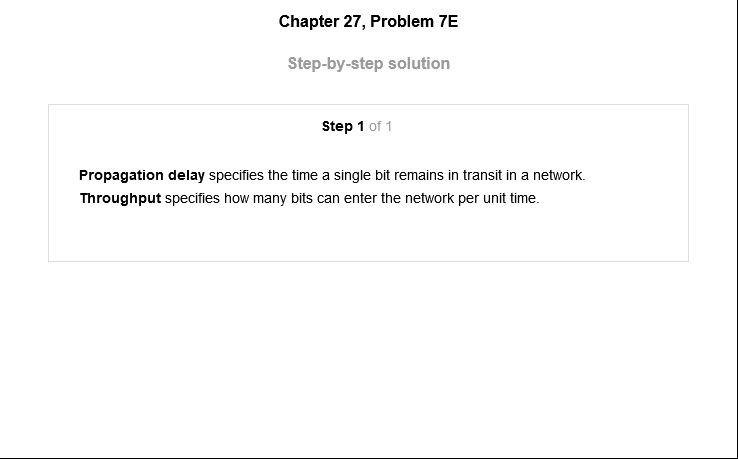 Chapter 27, Problem 7E
Step-by-step solution
Step 1 of 1
Propagation delay specifies the time a single bit remains in transit in a network.
Throughput specifies how many bits can enter the network per unit time.